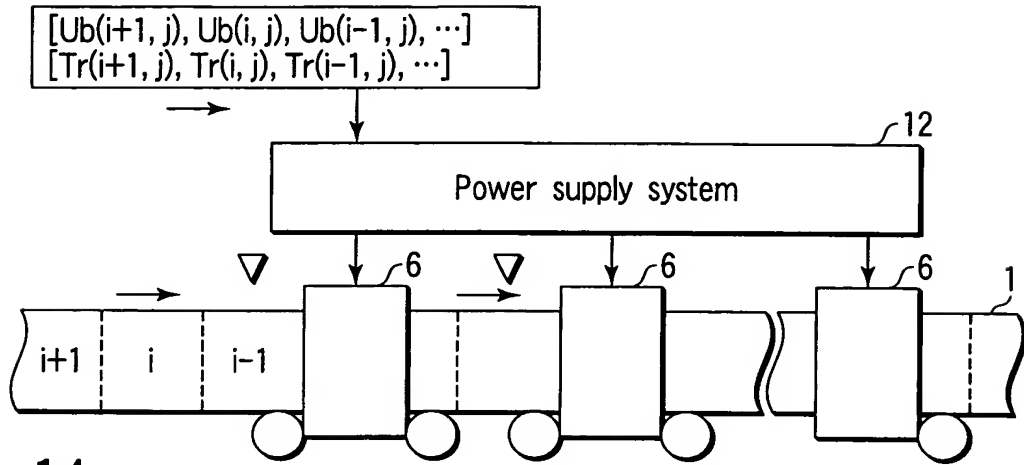 [Ub(i+1, j), Ub(i, j), Ub(i-1, j), ···]
[Tr(i+1, j), Tr(i, j), Tr(i-1, j), ···]
12
Power supply system
6 6 6
1
i+1 i i-1